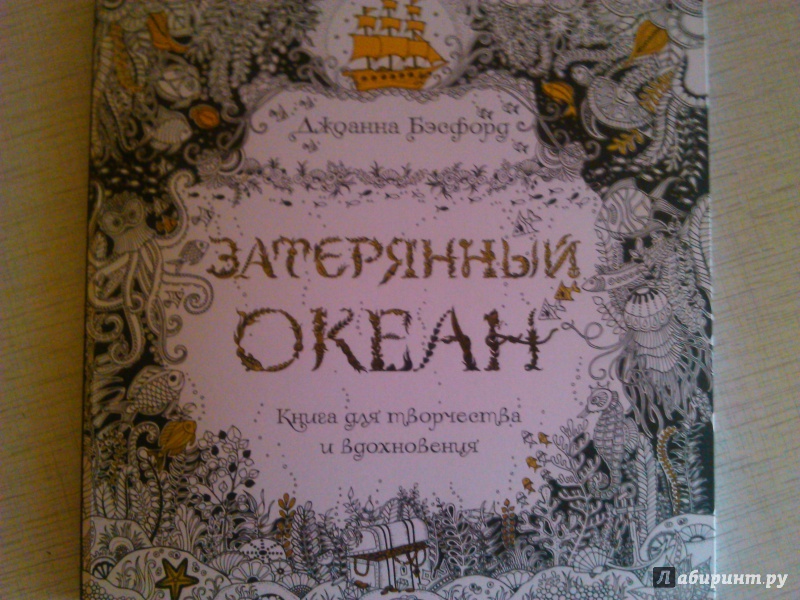 Джоанна Бэсфорд
ЗАТЕРЯННЫЙ
ОКЕАН
Книга для творчества
и вдохновения
Лабиринт.ру